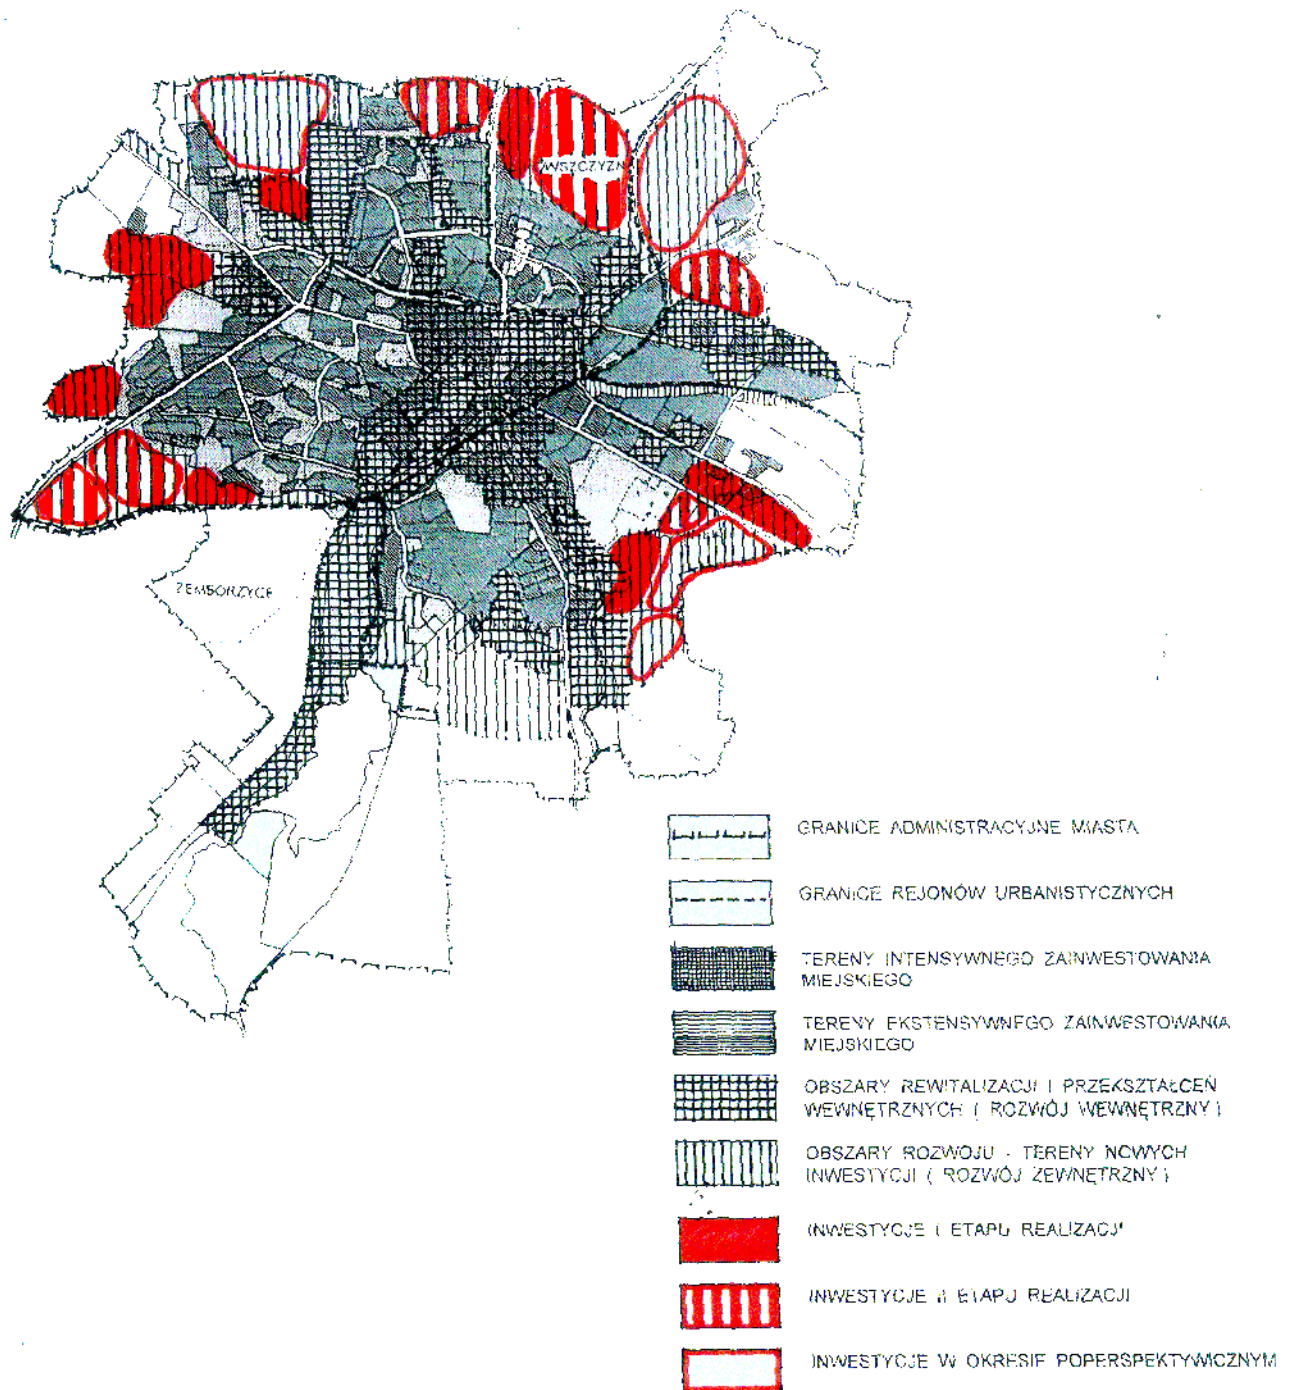 ZEMBORZYCE
GRANICE ADMINISTRACYJNE MIASTA
GRANICE REJONÓW URBANISTYCZNYCH
TERENY INTENSYWNEGO ZAINWESTOWANIA
MIEJSKIEGO
TERENY EKSTENSYWNEGO ZAINWESTOWANIA
MIEJSKIEGO
OBSZARY REWITALIZACJI I PRZEKSZTAŁCEŃ
WEWNĘTRZNYCH ( ROZWÓJ WEWNĘTRZNY )
OBSZARY ROZWOJU - TERENY NOWYCH
INWESTYCJI ( ROZWÓJ ZEWNĘTRZNY )
INWESTYCJE I ETAPU REALIZACJI
INWESTYCJE II ETAPU REALIZACJI
INWESTYCJE W OKRESIE POPERSPEKTYWICZNYM